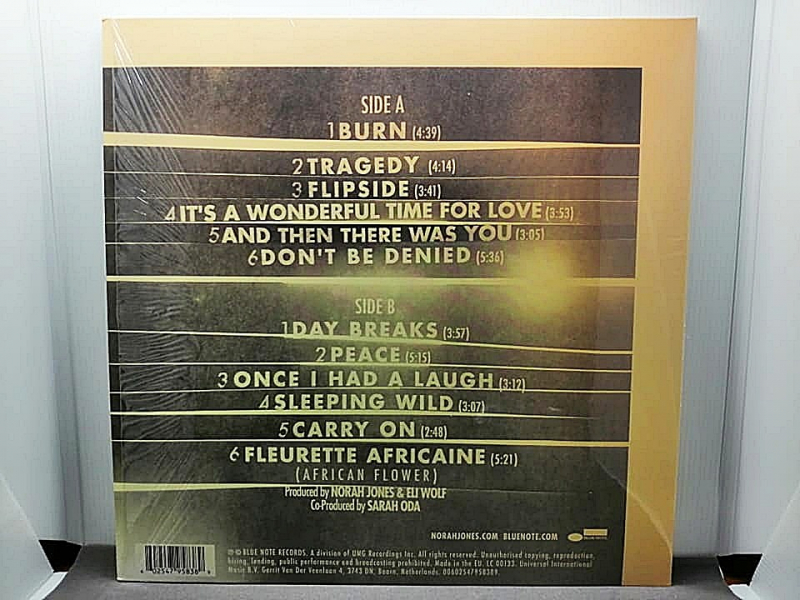 SIDE A
1 BURN (4:39)
2 TRAGEDY (4:14)
3 FLIPSIDE (3:41)
4 IT'S A WONDERFUL TIME FOR LOVE (3:53)
5 AND THEN THERE WAS YOU (3:05)
6 DON'T BE DENIED (5:36)
SIDE B
1 DAY BREAKS (3:57)
2 PEACE (5:15)
3 ONCE I HAD A LAUGH (3:12)
4 SLEEPING WILD (3:07)
5 CARRY ON (2:48)
6 FLEURETTE AFRICAINE (5:21)
(AFRICAN FLOWER)
Produced by NORAH JONES & ELI WOLF
Co-Produced by SARAH ODA
NORAHJONES.COM BLUENOTE.COM BLUE NOTE
℗ © BLUE NOTE RECORDS. A division of UMG Recordings Inc. All rights reserved. Unauthorised copying, reproduction,
hiring, lending, public performance and broadcasting prohibited. Made in the EU. LC 00133. Universal International
Music B.V. Gerrit Van Der Veenlaan 4, 3743 DN, Baarn, Netherlands. 00602547958389.